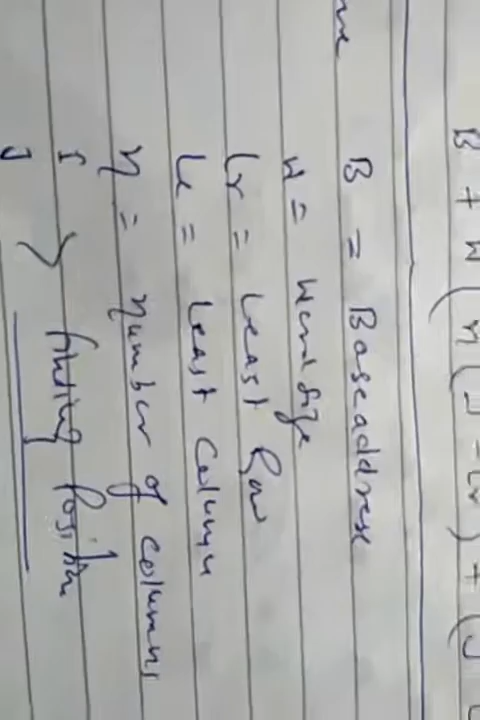 B + W ( n (I - Lr) + (J
B = Baseaddress
W = Word size
Lr = Least Row
Lc = Least Column
n = number of columns
I
J } finding Position